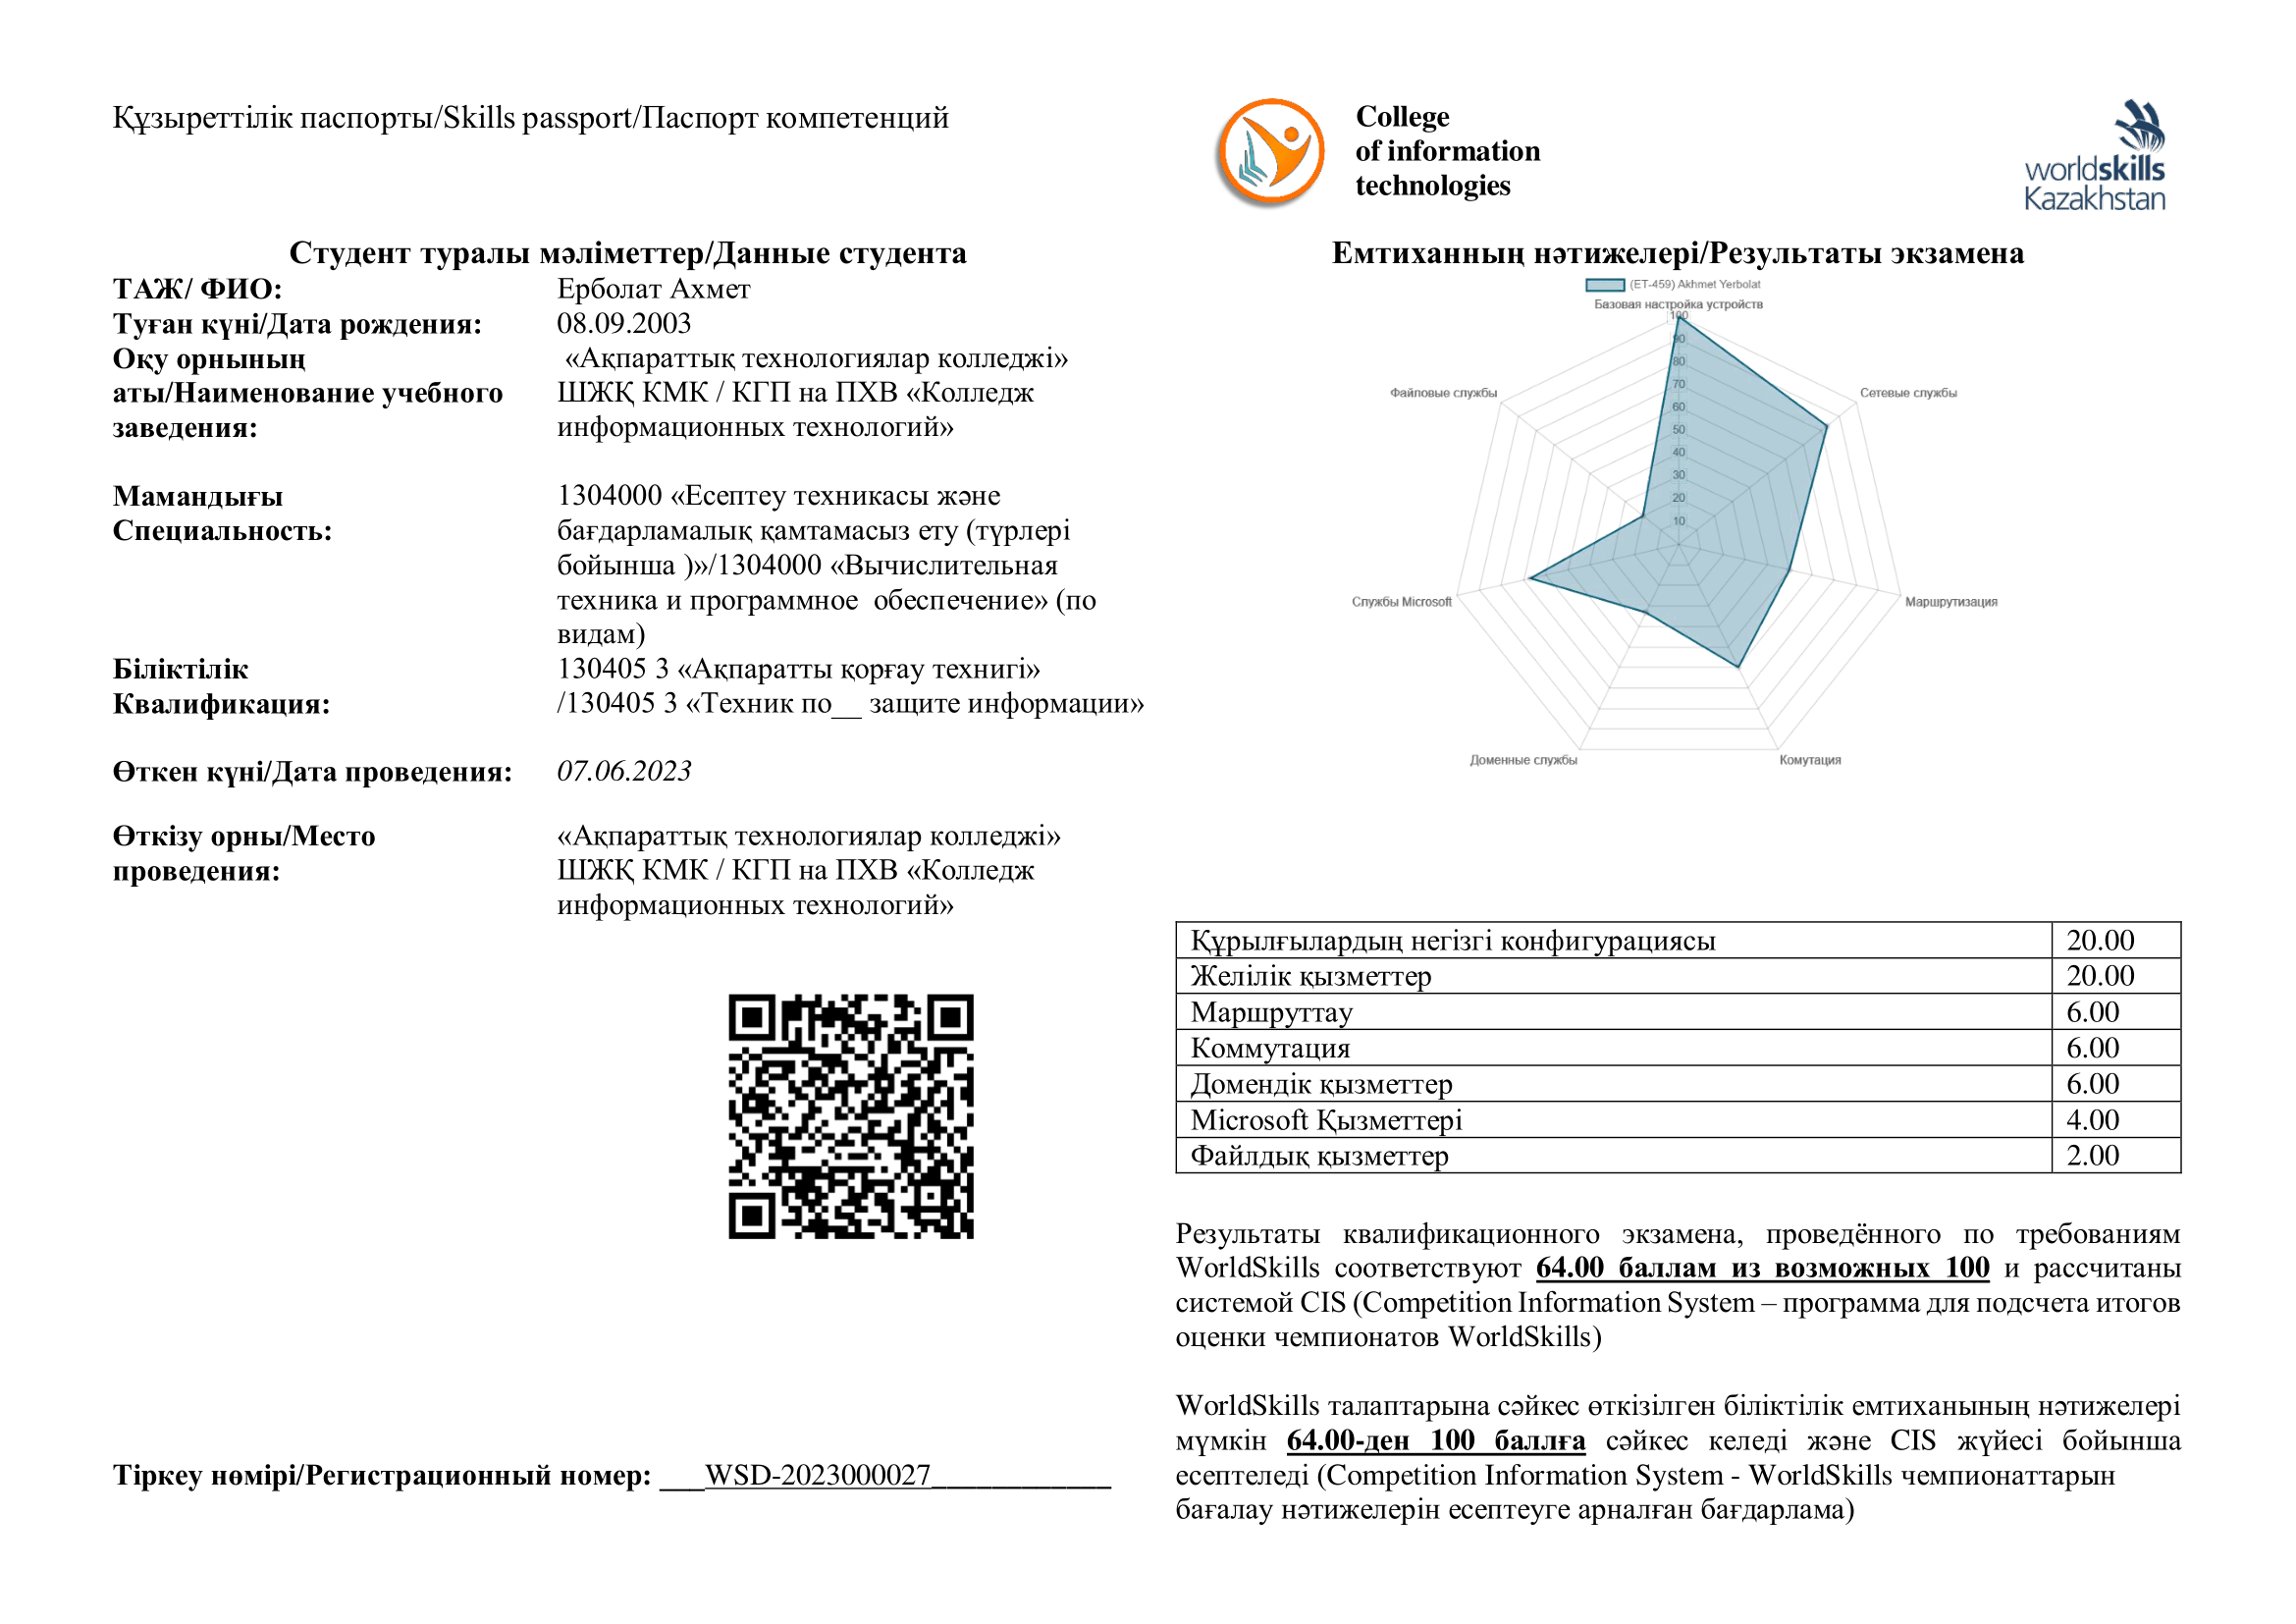 Құзыреттілік паспорты/Skills passport/Паспорт компетенций
Студент туралы мәліметтер/Данные студента
ТАЖ/ ФИО: Ерболат Ахмет
Туған күні/Дата рождения: 08.09.2003
Оқу орнының «Ақпараттық технологиялар колледжі»
аты/Наименование учебного ШЖҚ КМК / КГП на ПХВ «Колледж
заведения: информационных технологий»
Мамандығы 1304000 «Есептеу техникасы және
Специальность: бағдарламалық қамтамасыз ету (түрлері
бойынша )»/1304000 «Вычислительная
техника и программное обеспечение» (по
видам)
Біліктілік 130405 3 «Ақпаратты қорғау технигі»
Квалификация: /130405 3 «Техник по__ защите информации»
Өткен күні/Дата проведения: 07.06.2023
Өткізу орны/Место «Ақпараттық технологиялар колледжі»
проведения: ШЖҚ КМК / КГП на ПХВ «Колледж
информационных технологий»
Тіркеу нөмірі/Регистрационный номер: ___WSD-2023000027____________
College
of information
technologies
worldskills
Kazakhstan
Емтиханның нәтижелері/Результаты экзамена
(ET-459) Akhmet Yerbolat
Базовая настройка устройств
100
90
80
70
60
50
40
30
20
10
Файловые службы
Сетевые службы
Службы Microsoft
Маршрутизация
Доменные службы
Комутация
Құрылғылардың негізгі конфигурациясы 20.00
Желілік қызметтер 20.00
Маршруттау 6.00
Коммутация 6.00
Домендік қызметтер 6.00
Microsoft Қызметтері 4.00
Файлдық қызметтер 2.00
Результаты квалификационного экзамена, проведённого по требованиям
WorldSkills соответствуют 64.00 баллам из возможных 100 и рассчитаны
системой CIS (Competition Information System – программа для подсчета итогов
оценки чемпионатов WorldSkills)
WorldSkills талаптарына сәйкес өткізілген біліктілік емтиханының нәтижелері
мүмкін 64.00-ден 100 баллға сәйкес келеді және CIS жүйесі бойынша
есептеледі (Competition Information System - WorldSkills чемпионаттарын
бағалау нәтижелерін есептеуге арналған бағдарлама)